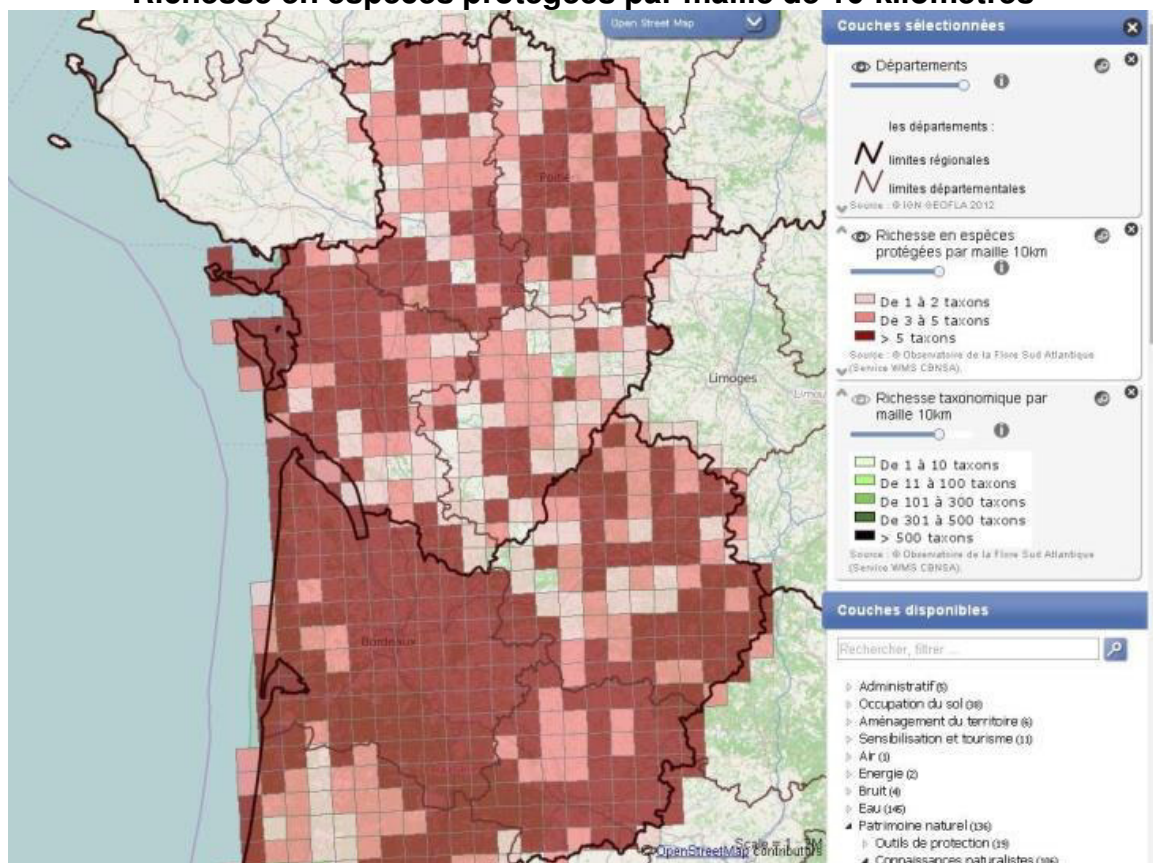 Richesse en espèces protégées par maille de 10 kilomètres
Open Street Map
Poitiers
Limoges
Bordeaux
OpenStreetMap contributors
Couches sélectionnées
Départements
les départements :
limites régionales
limites départementales
Source : © IGN GEOFLA 2012
Richesse en espèces
protégées par maille 10km
De 1 à 2 taxons
De 3 à 5 taxons
> 5 taxons
Source : © Observatoire de la Flore Sud Atlantique
(Service WMS CBNSA).
Richesse taxonomique par
maille 10km
De 1 à 10 taxons
De 11 à 100 taxons
De 101 à 300 taxons
De 301 à 500 taxons
> 500 taxons
Source : © Observatoire de la Flore Sud Atlantique
(Service WMS CBNSA).
Couches disponibles
Rechercher, filtrer ...
Administratif (5)
Occupation du sol (38)
Aménagement du territoire (6)
Sensibilisation et tourisme (11)
Air (1)
Energie (2)
Bruit (4)
Eau (145)
Patrimoine naturel (136)
Outils de protection (19)
Connaissances naturalistes (106)